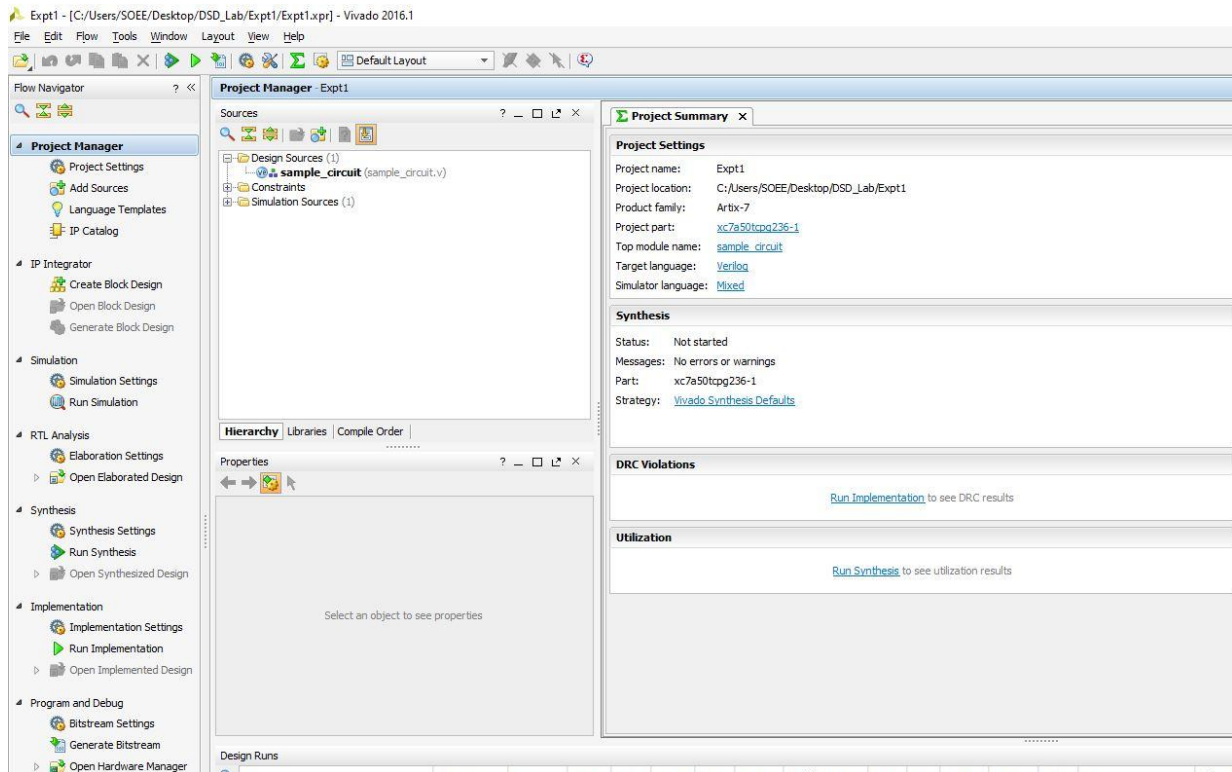 Expt1 - [C:/Users/SOEE/Desktop/DSD_Lab/Expt1/Expt1.xpr] - Vivado 2016.1
File Edit Flow Tools Window Layout View Help
Default Layout
Flow Navigator
Project Manager
Project Settings
Add Sources
Language Templates
IP Catalog
IP Integrator
Create Block Design
Open Block Design
Generate Block Design
Simulation
Simulation Settings
Run Simulation
RTL Analysis
Elaboration Settings
Open Elaborated Design
Synthesis
Synthesis Settings
Run Synthesis
Open Synthesized Design
Implementation
Implementation Settings
Run Implementation
Open Implemented Design
Program and Debug
Bitstream Settings
Generate Bitstream
Open Hardware Manager
Project Manager - Expt1
Sources
Design Sources (1)
sample_circuit (sample_circuit.v)
Constraints
Simulation Sources (1)
Hierarchy Libraries Compile Order
Properties
Select an object to see properties
Σ Project Summary x
Project Settings
Project name: Expt1
Project location: C:/Users/SOEE/Desktop/DSD_Lab/Expt1
Product family: Artix-7
Project part: xc7a50tcpg236-1
Top module name: sample_circuit
Target language: Verilog
Simulator language: Mixed
Synthesis
Status: Not started
Messages: No errors or warnings
Part: xc7a50tcpg236-1
Strategy: Vivado Synthesis Defaults
DRC Violations
Run Implementation to see DRC results
Utilization
Run Synthesis to see utilization results
Design Runs